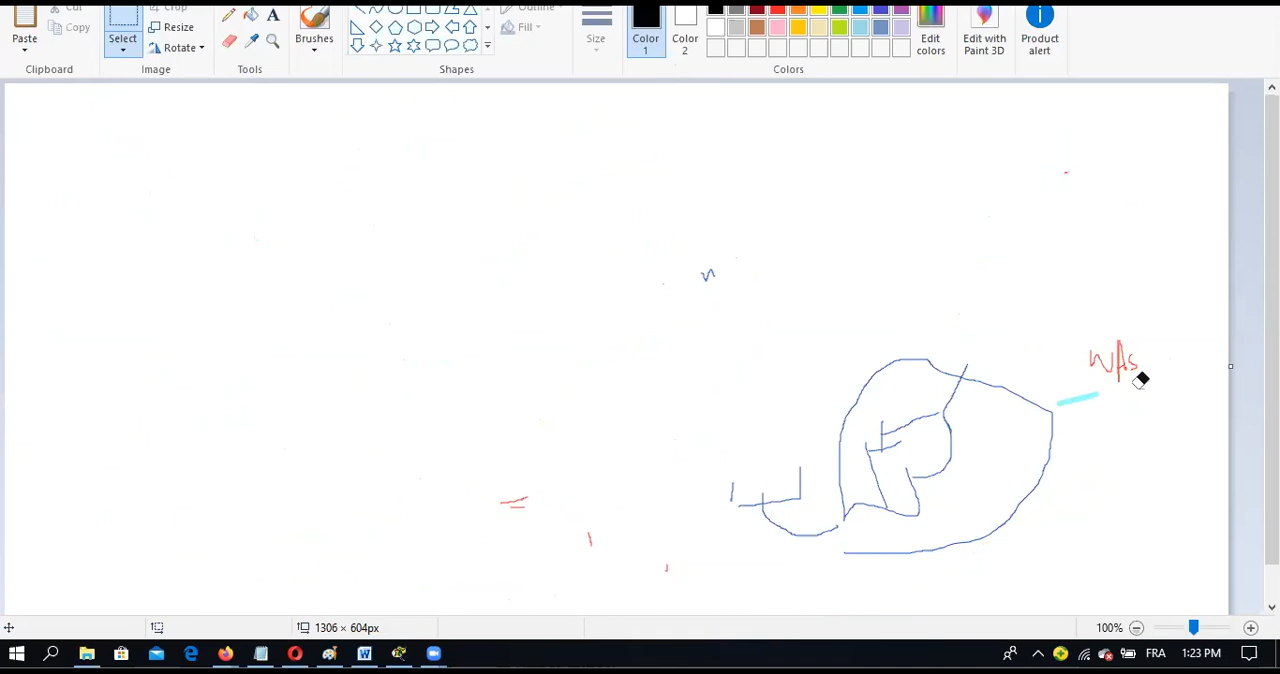 Cut Crop Outline
Paste Copy Select Resize Rotate Brushes Fill Size Color 1 Color 2 Edit colors Edit with Paint 3D Product alert
Clipboard Image Tools Shapes Colors
WAS
1306 × 604px 100%
FRA 1:23 PM